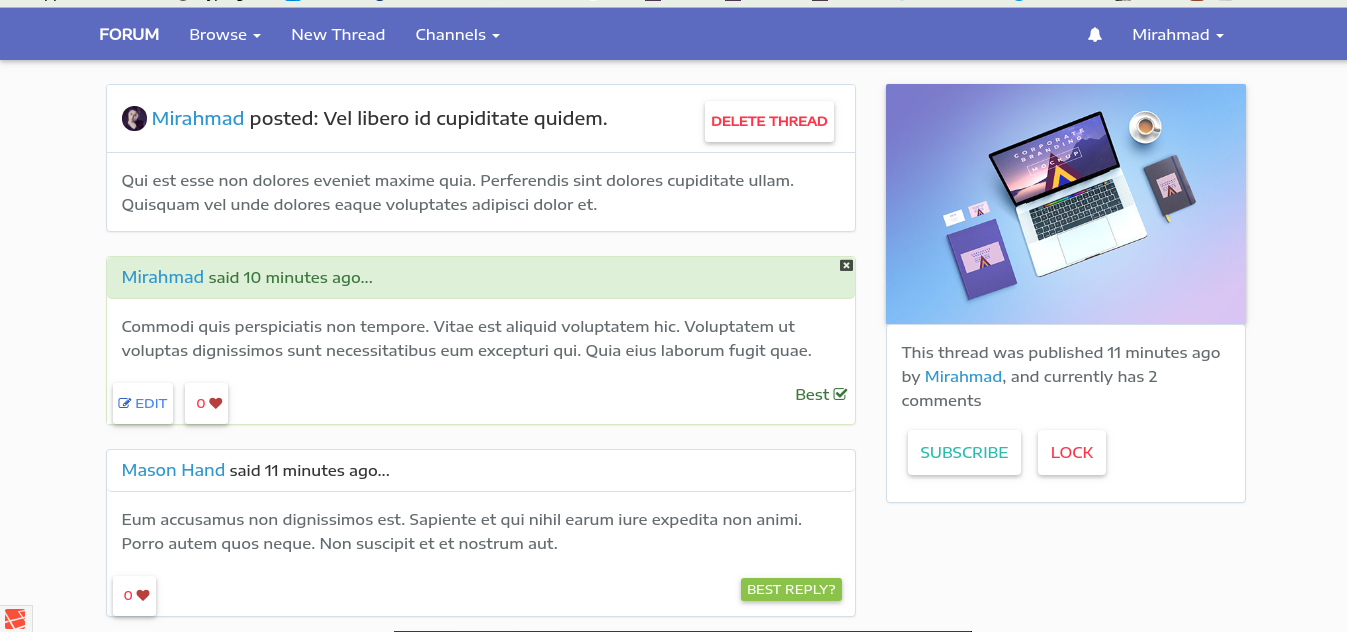 FORUM Browse New Thread Channels Mirahmad
Mirahmad posted: Vel libero id cupiditate quidem.
DELETE THREAD
Qui est esse non dolores eveniet maxime quia. Perferendis sint dolores cupiditate ullam.
Quisquam vel unde dolores eaque voluptates adipisci dolor et.
Mirahmad said 10 minutes ago...
Commodi quis perspiciatis non tempore. Vitae est aliquid voluptatem hic. Voluptatem ut
voluptas dignissimos sunt necessitatibus eum excepturi qui. Quia eius laborum fugit quae.
EDIT 0 Best
Mason Hand said 11 minutes ago...
Eum accusamus non dignissimos est. Sapiente et qui nihil earum iure expedita non animi.
Porro autem quos neque. Non suscipit et et nostrum aut.
0 BEST REPLY?
CORPORATE
BRANDING
MOCKUP
This thread was published 11 minutes ago
by Mirahmad, and currently has 2
comments
SUBSCRIBE LOCK